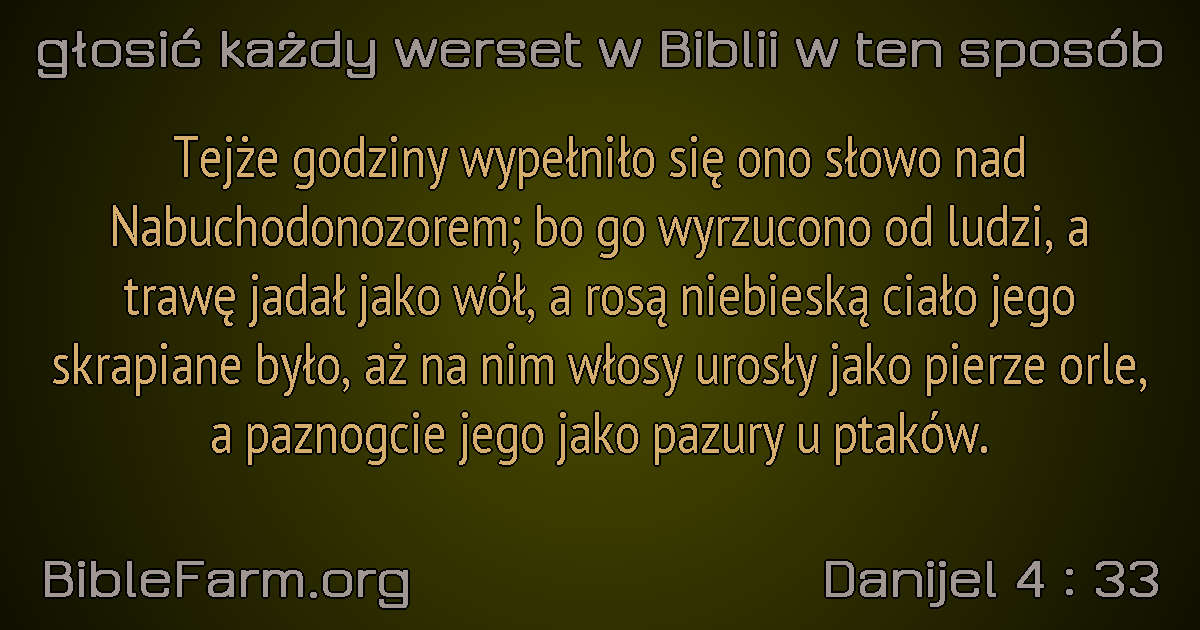 głosić każdy werset w Biblii w ten sposób
Tejże godziny wypełniło się ono słowo nad
Nabuchodonozorem; bo go wyrzucono od ludzi, a
trawę jadał jako wół, a rosą niebieską ciało jego
skrapiane było, aż na nim włosy urosły jako pierze orle,
a paznogcie jego jako pazury u ptaków.
BibleFarm.org
Danijel 4 : 33